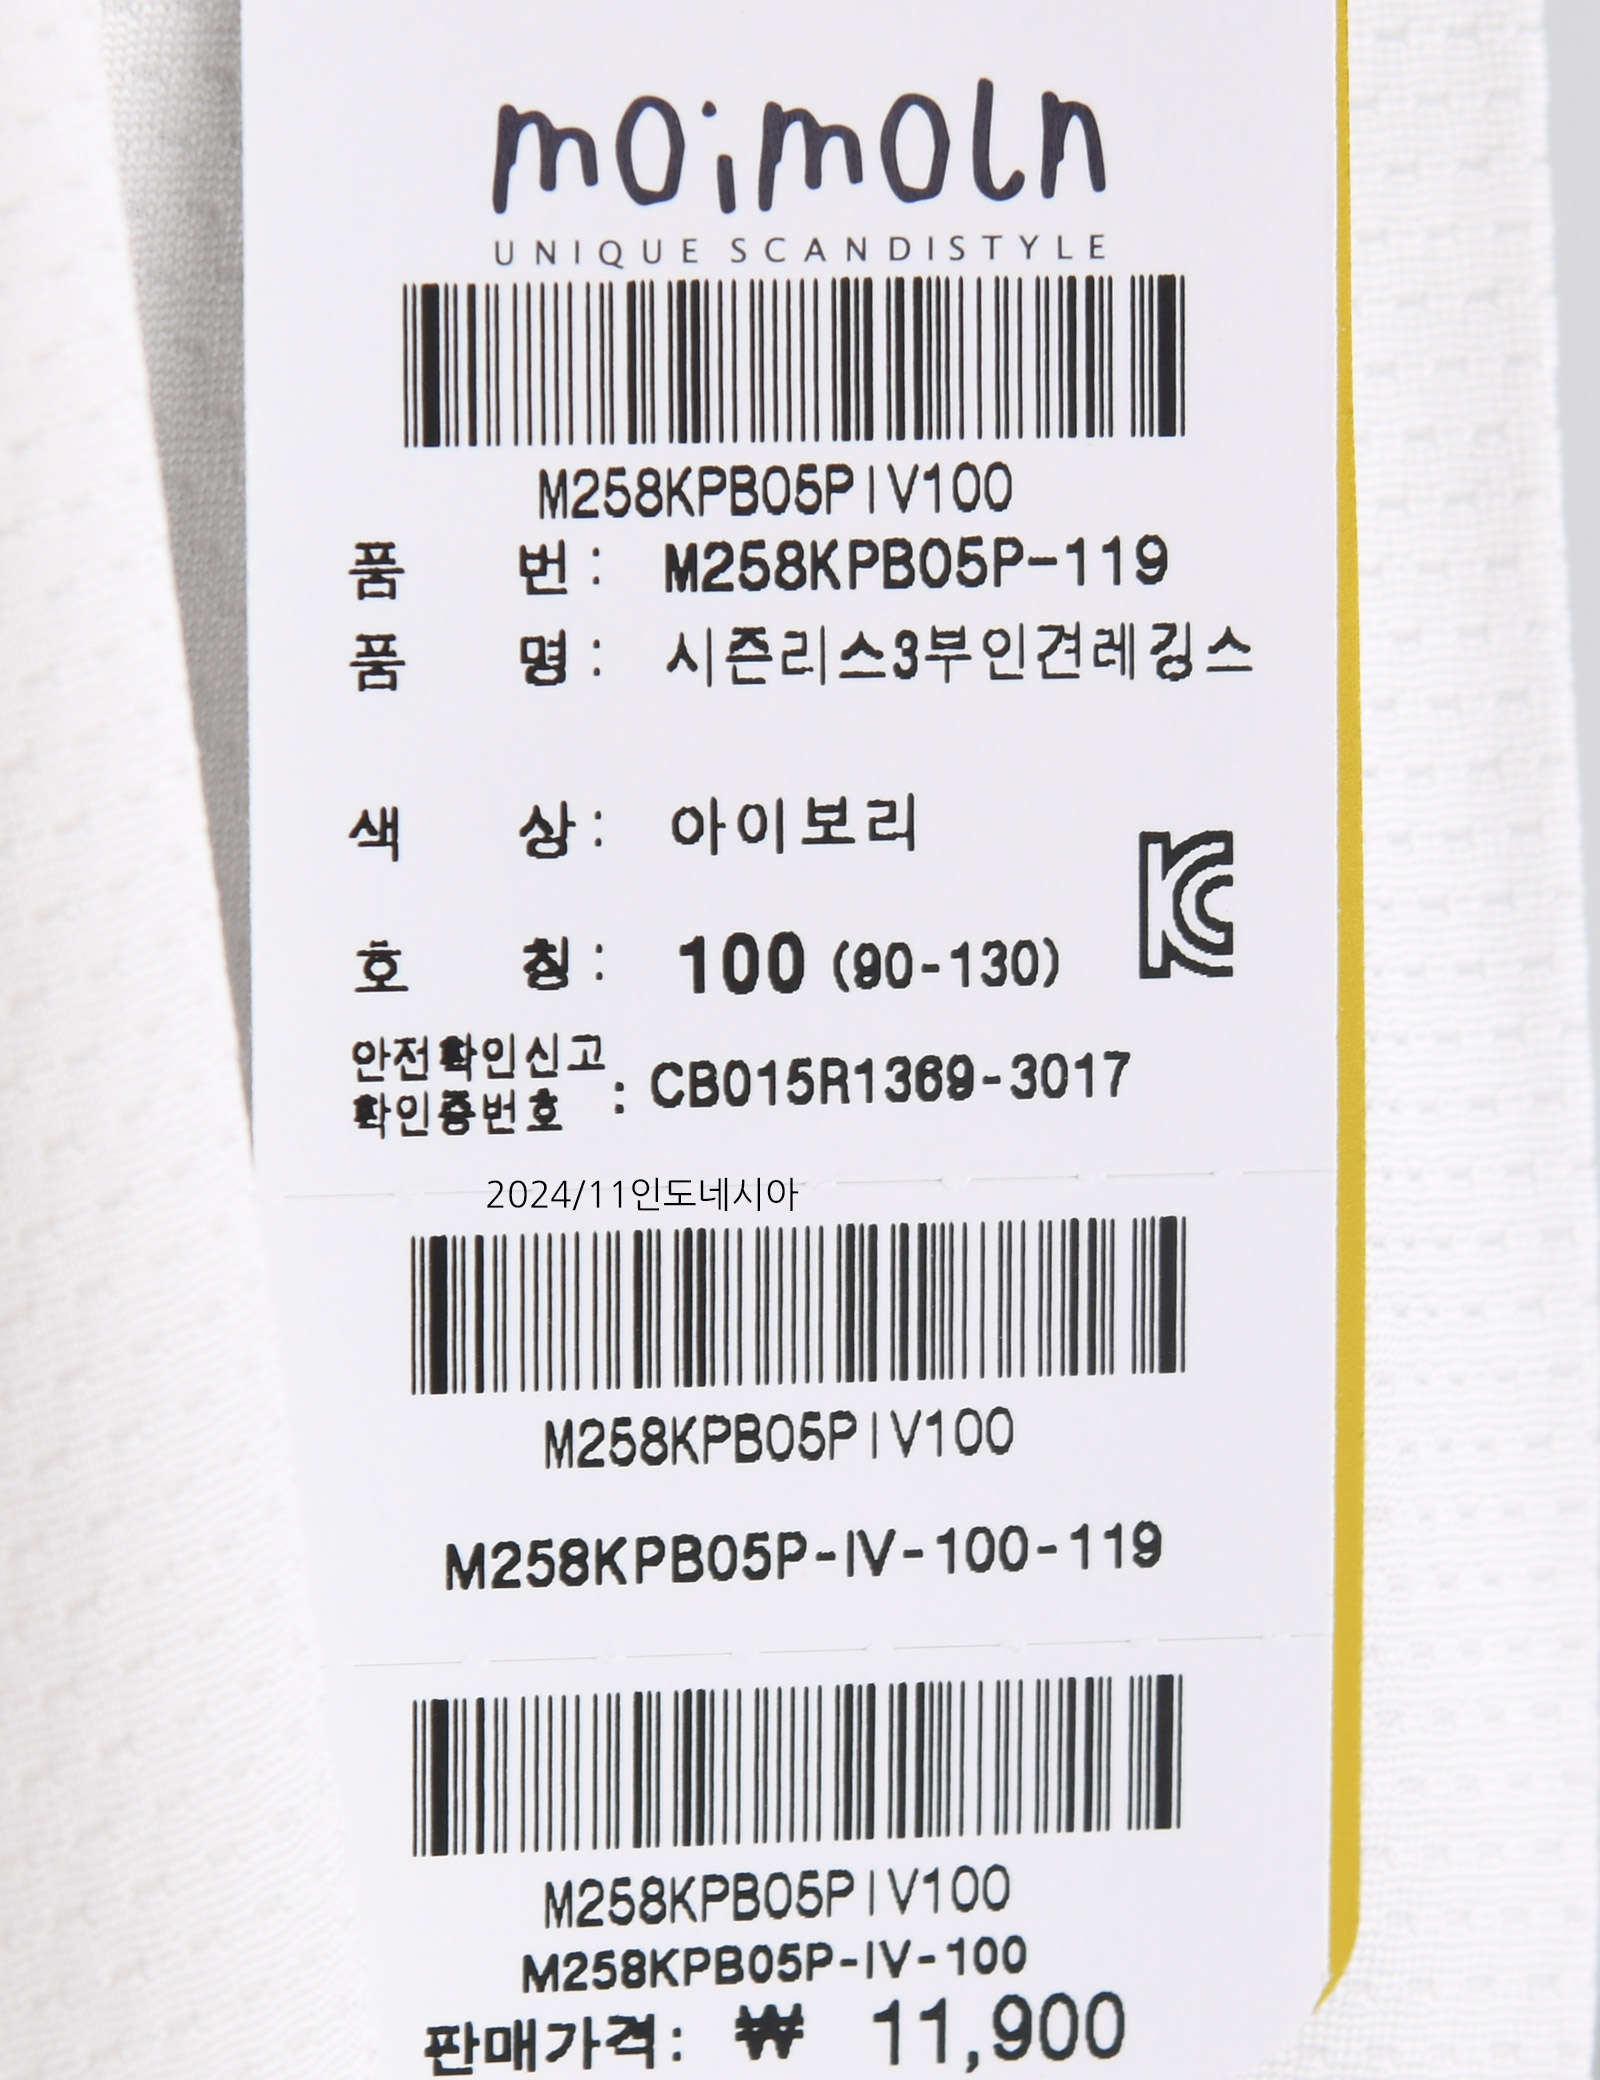 moimoln
UNIQUE SCANDISTYLE
M258KPB05PIV100
품 번 : M258KPB05P-119
품 명 : 시즌리스3부인견레깅스
색 상 : 아이보리
호 칭 : 100 (90-130)
안전확인신고
확인증번호 : CB015R1369-3017
2024/11인도네시아
M258KPB05PIV100
M258KPB05P-IV-100-119
M258KPB05PIV100
M258KPB05P-IV-100
판매가격: ₩ 11,900